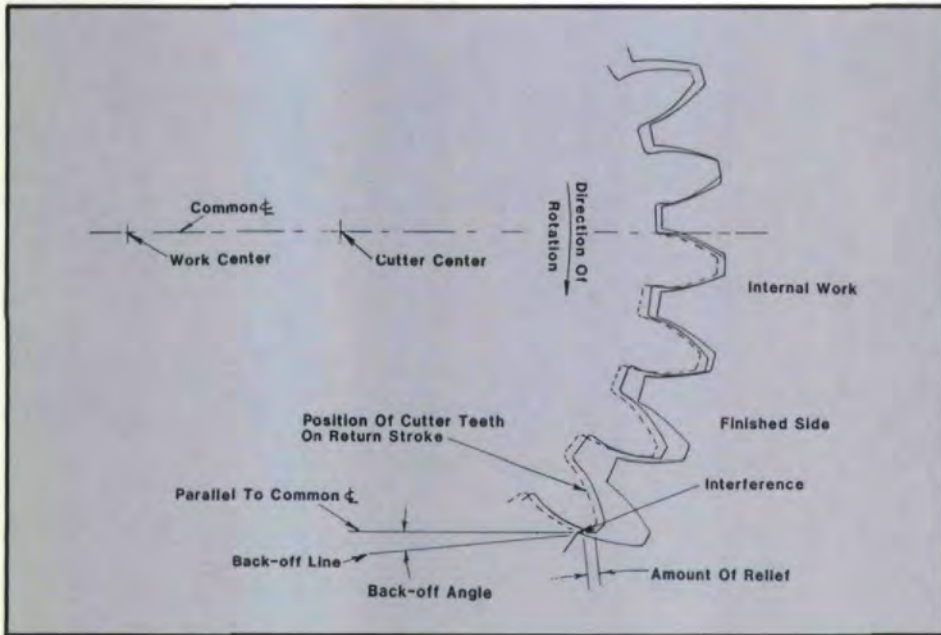 Common ℄
Work Center
Cutter Center
Direction Of
Rotation
Internal Work
Position Of Cutter Teeth
On Return Stroke
Finished Side
Interference
Parallel To Common ℄
Back-off Line
Back-off Angle
Amount Of Relief